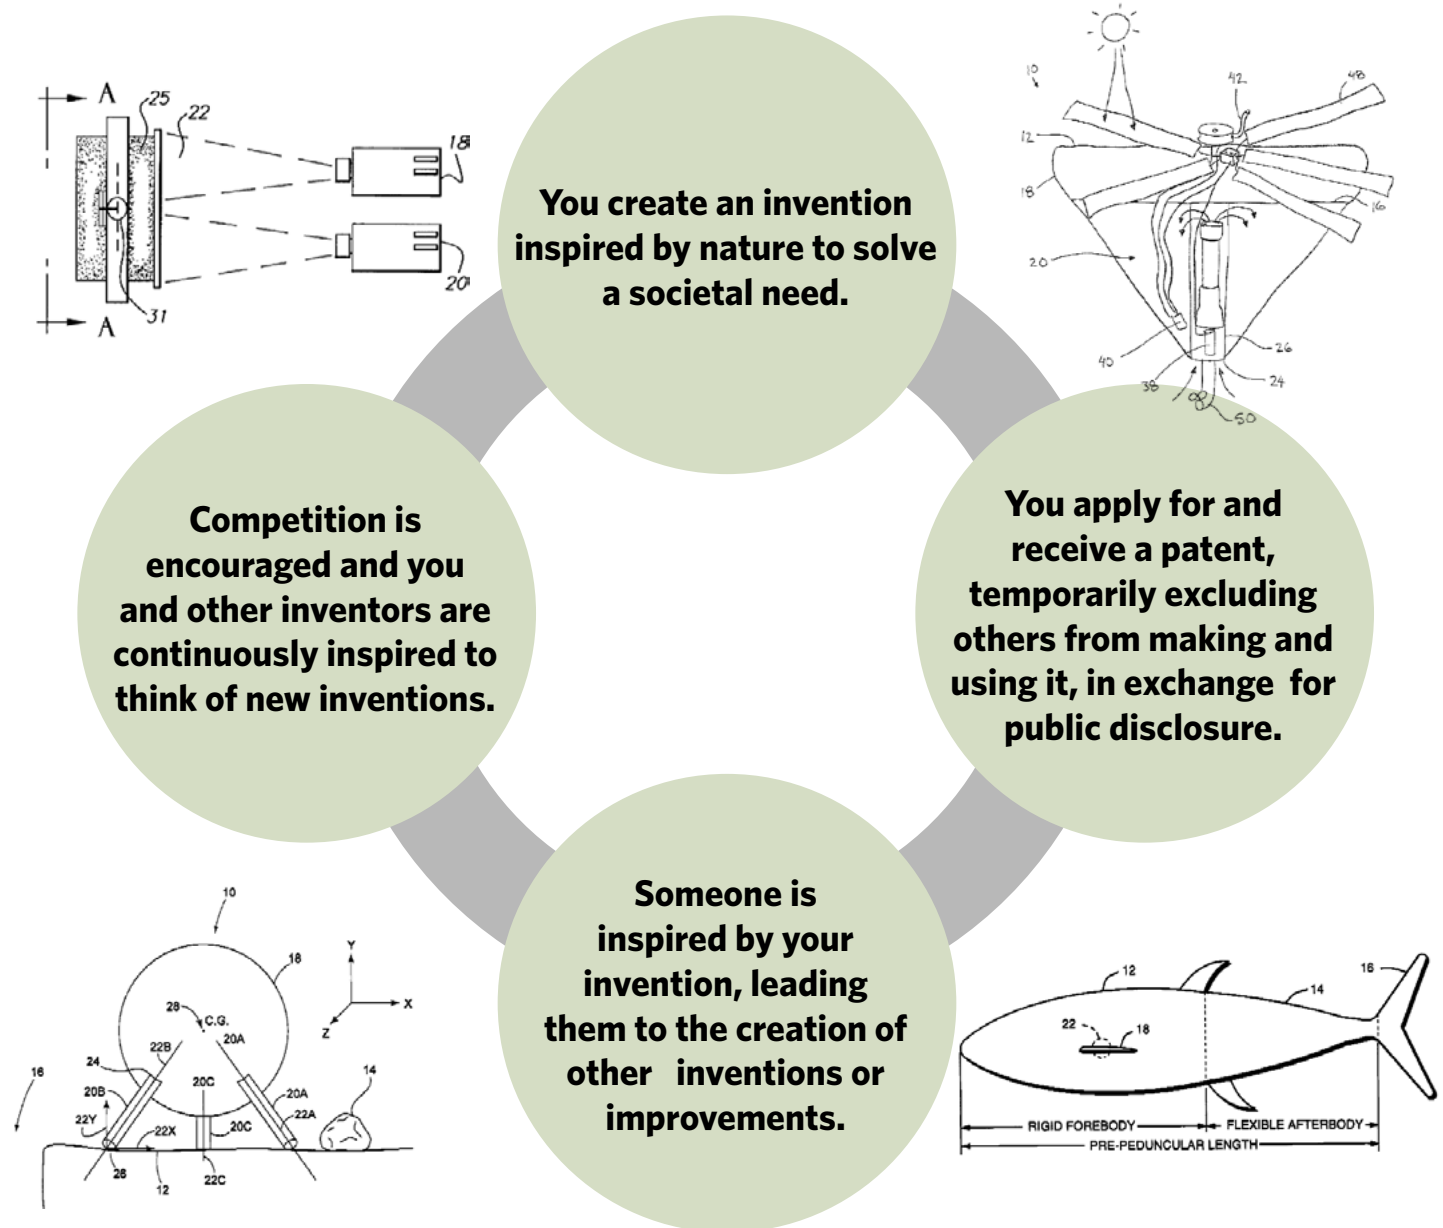 You create an invention
inspired by nature to solve
a societal need.
You apply for and
receive a patent,
temporarily excluding
others from making and
using it, in exchange for
public disclosure.
Someone is
inspired by your
invention, leading
them to the creation of
other inventions or
improvements.
Competition is
encouraged and you
and other inventors are
continuously inspired to
think of new inventions.
A
25
22
18
20
A
31
10
42
48
12
18
16
20
40
38
26
24
50
10
18
Y
X
Z
28
C.G.
20A
22B
24
16
20B
20C
20A
14
22Y
22A
22X
20C
28
12
22C
12
16
14
22
18
RIGID FOREBODY
FLEXIBLE AFTERBODY
PRE-PEDUNCULAR LENGTH